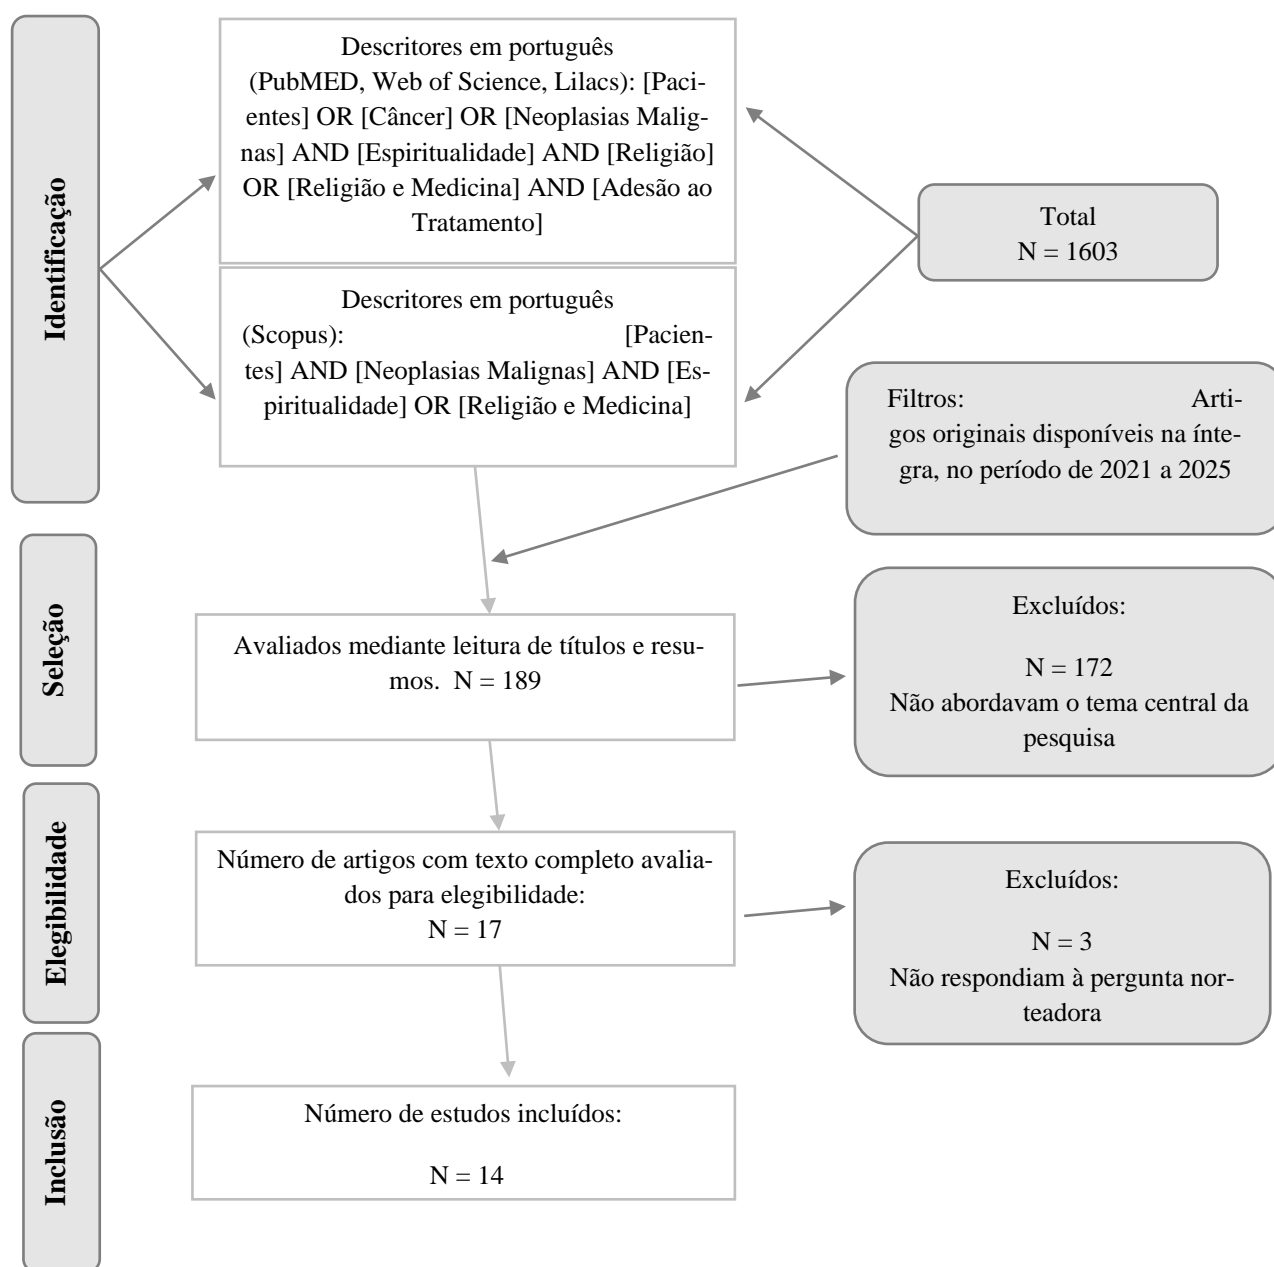 Identificação
Descritores em português
(PubMED, Web of Science, Lilacs): [Paci-
entes] OR [Câncer] OR [Neoplasias Malig-
nas] AND [Espiritualidade] AND [Religião]
OR [Religião e Medicina] AND [Adesão ao
Tratamento]
Descritores em português
(Scopus): [Pacien-
tes] AND [Neoplasias Malignas] AND [Es-
piritualidade] OR [Religião e Medicina]
Total
N = 1603
Filtros: Arti-
gos originais disponíveis na ínte-
gra, no período de 2021 a 2025
Seleção
Avaliados mediante leitura de títulos e resu-
mos. N = 189
Excluídos:
N = 172
Não abordavam o tema central da
pesquisa
Elegibilidade
Número de artigos com texto completo avalia-
dos para elegibilidade:
N = 17
Excluídos:
N = 3
Não respondiam à pergunta nor-
teadora
Inclusão
Número de estudos incluídos:
N = 14